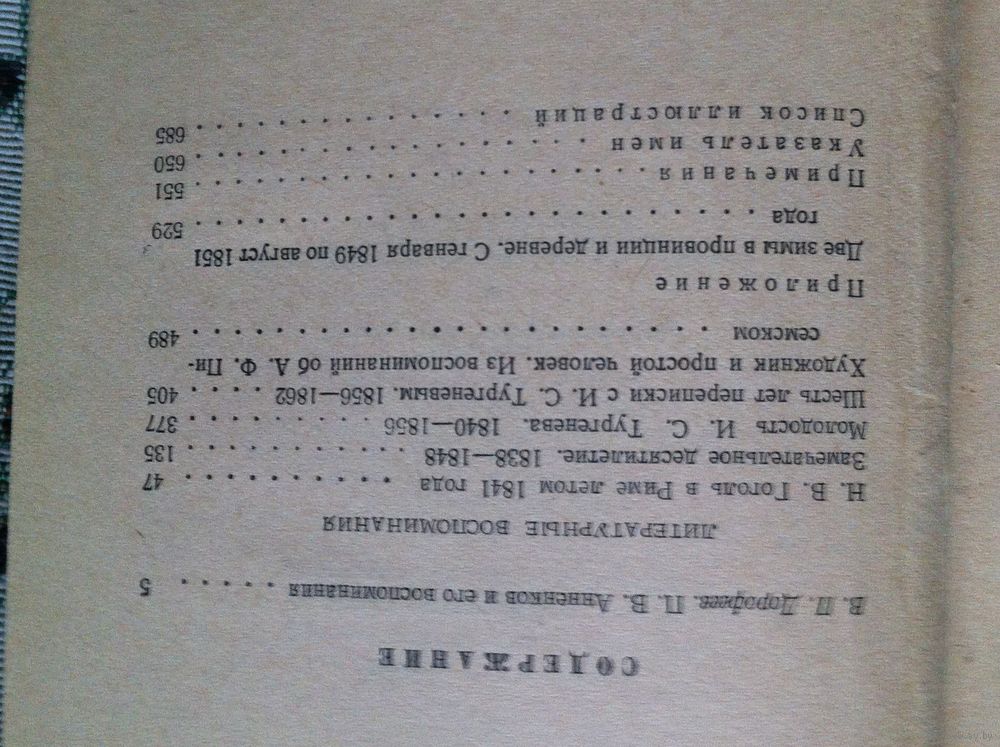 СОДЕРЖАНИЕ
В. П. Дорофеев. П. В. Анненков и его воспоминания . . . . . 5
ЛИТЕРАТУРНЫЕ ВОСПОМИНАНИЯ
Н. В. Гоголь в Риме летом 1841 года . . . . . . . . . . 47
Замечательное десятилетие. 1838—1848 . . . . . . . . . . 135
Молодость И. С. Тургенева. 1840—1856 . . . . . . . . . 377
Шесть лет переписки с И. С. Тургеневым. 1856—1862 . . . . 405
Художник и простой человек. Из воспоминаний об А. Ф. Пи-
семском . . . . . . . . . . . . . . . . . . . . 489
Приложение
Две зимы в провинции и деревне. С генваря 1849 по август 1851
года . . . . . . . . . . . . . . . . . . . . . 529
Примечания . . . . . . . . . . . . . . . . . 551
Указатель имен . . . . . . . . . . . . . . . 650
Список иллюстраций . . . . . . . . . . . . 685